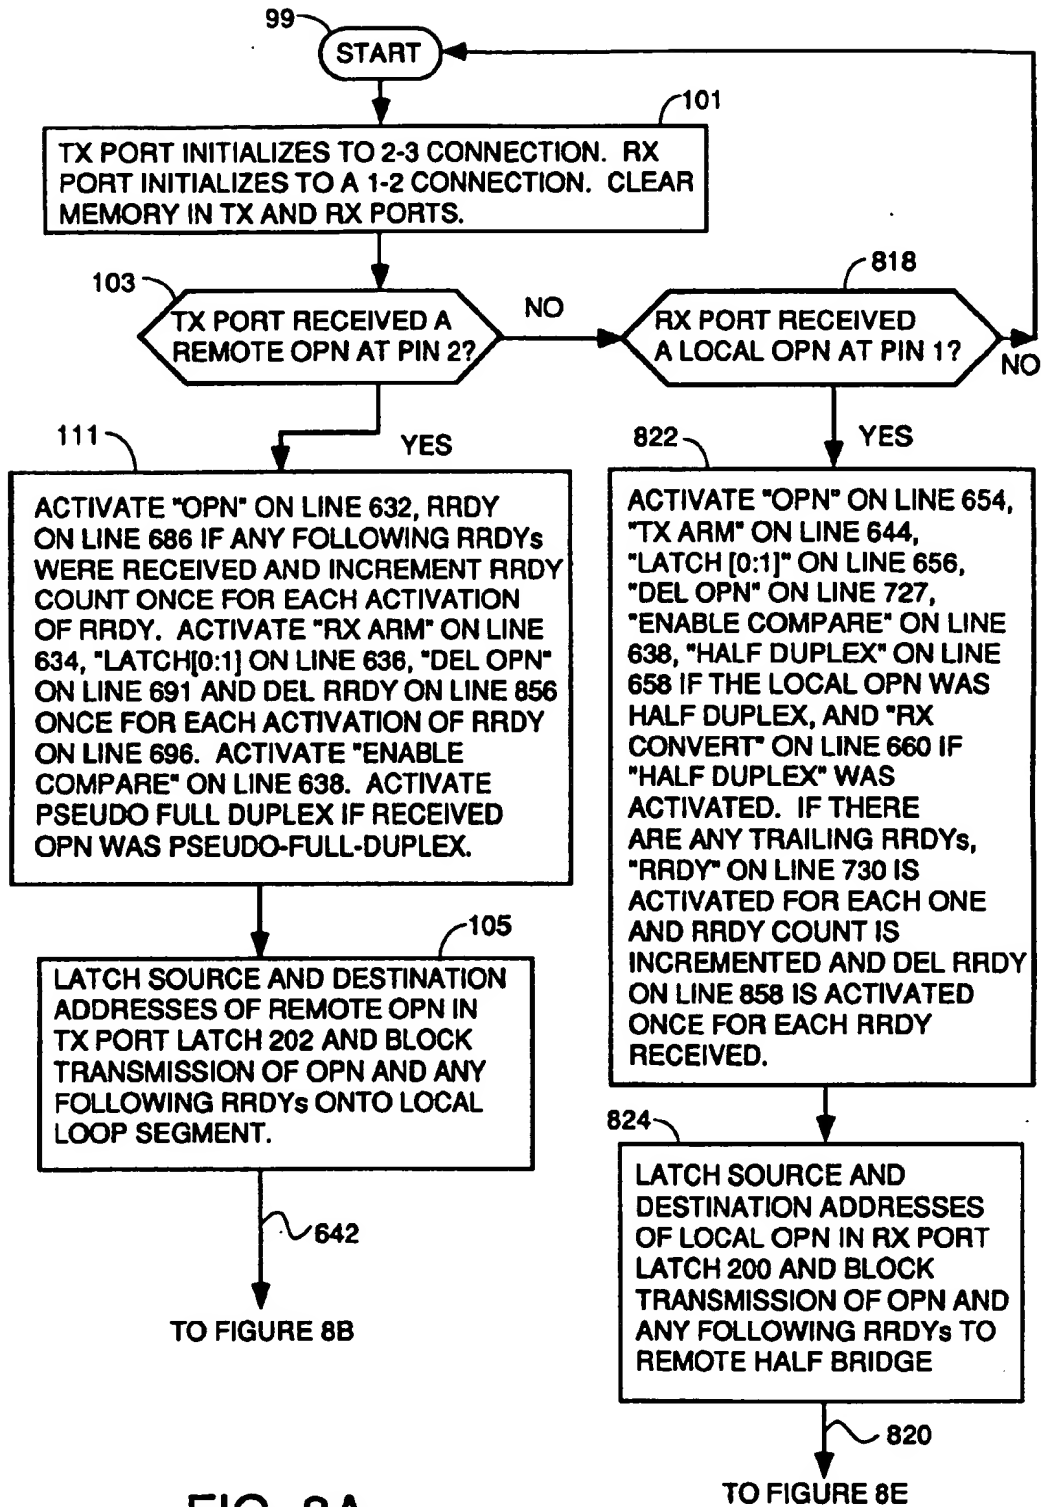 99
START
101
TX PORT INITIALIZES TO 2-3 CONNECTION. RX
PORT INITIALIZES TO A 1-2 CONNECTION. CLEAR
MEMORY IN TX AND RX PORTS.
103
TX PORT RECEIVED A
REMOTE OPN AT PIN 2?
NO
818
RX PORT RECEIVED
A LOCAL OPN AT PIN 1?
NO
111
YES
ACTIVATE "OPN" ON LINE 632, RRDY
ON LINE 686 IF ANY FOLLOWING RRDYs
WERE RECEIVED AND INCREMENT RRDY
COUNT ONCE FOR EACH ACTIVATION
OF RRDY. ACTIVATE "RX ARM" ON LINE
634, "LATCH[0:1] ON LINE 636, "DEL OPN"
ON LINE 691 AND DEL RRDY ON LINE 856
ONCE FOR EACH ACTIVATION OF RRDY
ON LINE 696. ACTIVATE "ENABLE
COMPARE" ON LINE 638. ACTIVATE
PSEUDO FULL DUPLEX IF RECEIVED
OPN WAS PSEUDO-FULL-DUPLEX.
822
YES
ACTIVATE "OPN" ON LINE 654,
"TX ARM" ON LINE 644,
"LATCH [0:1]" ON LINE 656,
"DEL OPN" ON LINE 727,
"ENABLE COMPARE" ON LINE
638, "HALF DUPLEX" ON LINE
658 IF THE LOCAL OPN WAS
HALF DUPLEX, AND "RX
CONVERT" ON LINE 660 IF
"HALF DUPLEX" WAS
ACTIVATED. IF THERE
ARE ANY TRAILING RRDYs,
"RRDY" ON LINE 730 IS
ACTIVATED FOR EACH ONE
AND RRDY COUNT IS
INCREMENTED AND DEL RRDY
ON LINE 858 IS ACTIVATED
ONCE FOR EACH RRDY
RECEIVED.
105
LATCH SOURCE AND DESTINATION
ADDRESSES OF REMOTE OPN IN
TX PORT LATCH 202 AND BLOCK
TRANSMISSION OF OPN AND ANY
FOLLOWING RRDYs ONTO LOCAL
LOOP SEGMENT.
642
TO FIGURE 8B
824
LATCH SOURCE AND
DESTINATION ADDRESSES
OF LOCAL OPN IN RX PORT
LATCH 200 AND BLOCK
TRANSMISSION OF OPN AND
ANY FOLLOWING RRDYs TO
REMOTE HALF BRIDGE
820
TO FIGURE 8E
FIG. 8A